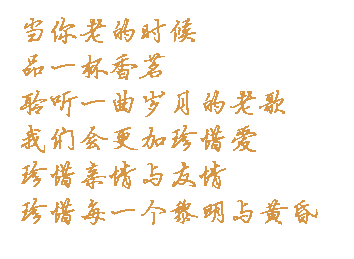 当你老的时候
品一杯香茗
聆听一曲岁月的老歌
我们会更加珍惜爱
珍惜亲情与友情
珍惜每一个黎明与黄昏